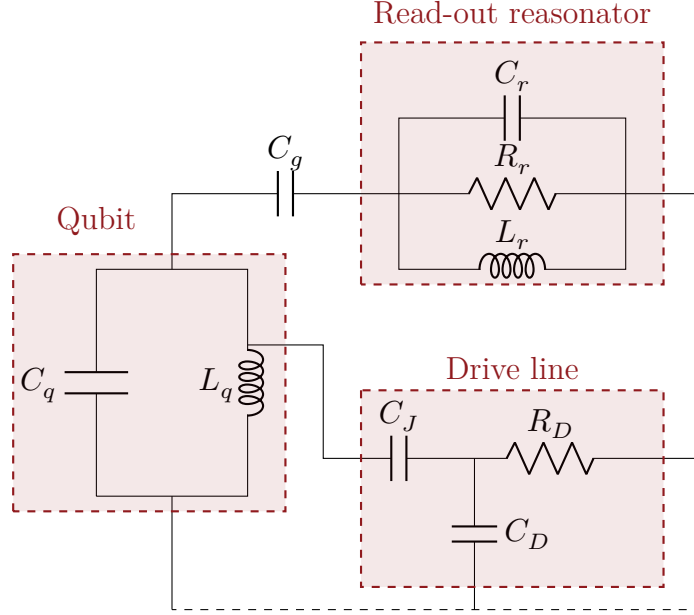 Read-out reasonator
C_r
R_r
L_r
C_g
Qubit
C_q
L_q
Drive line
C_J
R_D
C_D